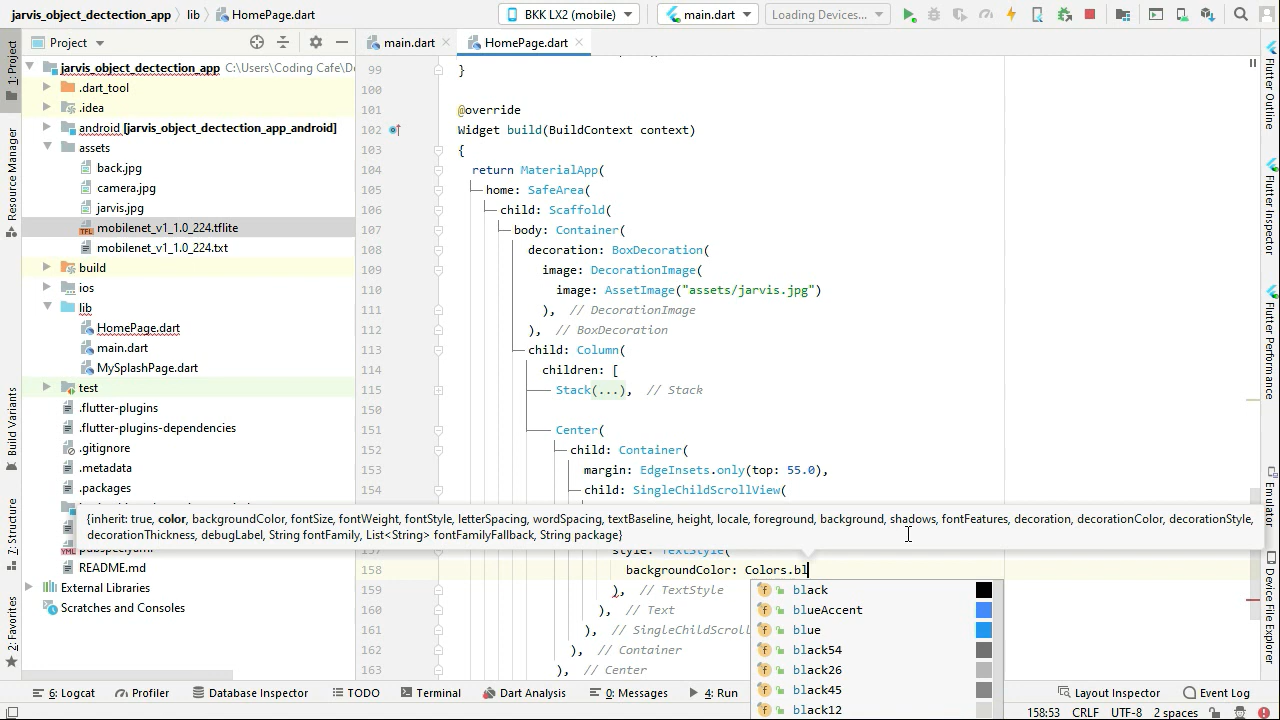 jarvis_object_dectection_app
lib
HomePage.dart
BKK LX2 (mobile)
main.dart
Loading Devices...
1: Project
Project
main.dart
HomePage.dart
Flutter Outline
jarvis_object_dectection_app C:\Users\Coding Cafe\De
.dart_tool
.idea
android [jarvis_object_dectection_app_android]
assets
back.jpg
camera.jpg
jarvis.jpg
mobilenet_v1_1.0_224.tflite
mobilenet_v1_1.0_224.txt
build
ios
lib
HomePage.dart
main.dart
MySplashPage.dart
test
.flutter-plugins
.flutter-plugins-dependencies
.gitignore
.metadata
.packages
README.md
External Libraries
Scratches and Consoles
Resource Manager
Build Variants
Z: Structure
2: Favorites
99 }
100
101 @override
102 Widget build(BuildContext context)
103 {
104 return MaterialApp(
105 home: SafeArea(
106 child: Scaffold(
107 body: Container(
108 decoration: BoxDecoration(
109 image: DecorationImage(
110 image: AssetImage("assets/jarvis.jpg")
111 ), // DecorationImage
112 ), // BoxDecoration
113 child: Column(
114 children: [
115 Stack(...), // Stack
150
151 Center(
152 child: Container(
153 margin: EdgeInsets.only(top: 55.0),
154 child: SingleChildScrollView(
{inherit: true, color, backgroundColor, fontSize, fontWeight, fontStyle, letterSpacing, wordSpacing, textBaseline, height, locale, foreground, background, shadows, fontFeatures, decoration, decorationColor, decorationStyle,
decorationThickness, debugLabel, String fontFamily, List<String> fontFamilyFallback, String package}
style: TextStyle(
158 backgroundColor: Colors.bl
159 ), // TextStyle
160 ), // Text
161 ), // SingleChildScroll
162 ), // Container
163 ), // Center
black
blueAccent
blue
black54
black26
black45
black12
Flutter Inspector
Flutter Performance
Emulator
Device File Explorer
6: Logcat
Profiler
Database Inspector
TODO
Terminal
Dart Analysis
0: Messages
4: Run
Layout Inspector
Event Log
158:53
CRLF
UTF-8
2 spaces